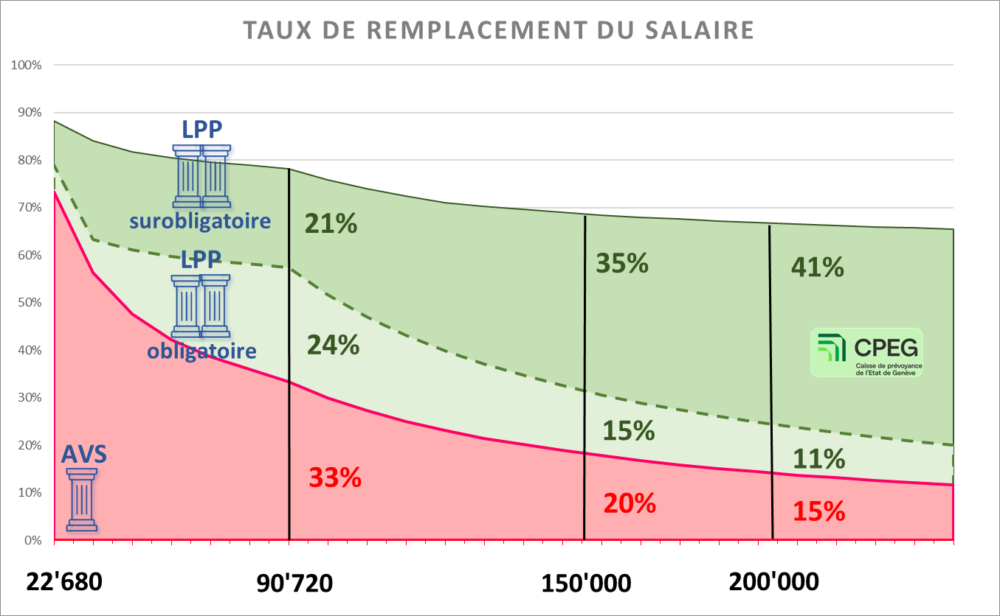 TAUX DE REMPLACEMENT DU SALAIRE
100%
90%
80%
70%
60%
50%
40%
30%
20%
10%
0%
LPP
surobligatoire
LPP
obligatoire
AVS
21%
24%
33%
35%
15%
20%
41%
CPEG
Caisse de prévoyance
de l'Etat de Genève
11%
15%
22'680
90'720
150'000
200'000